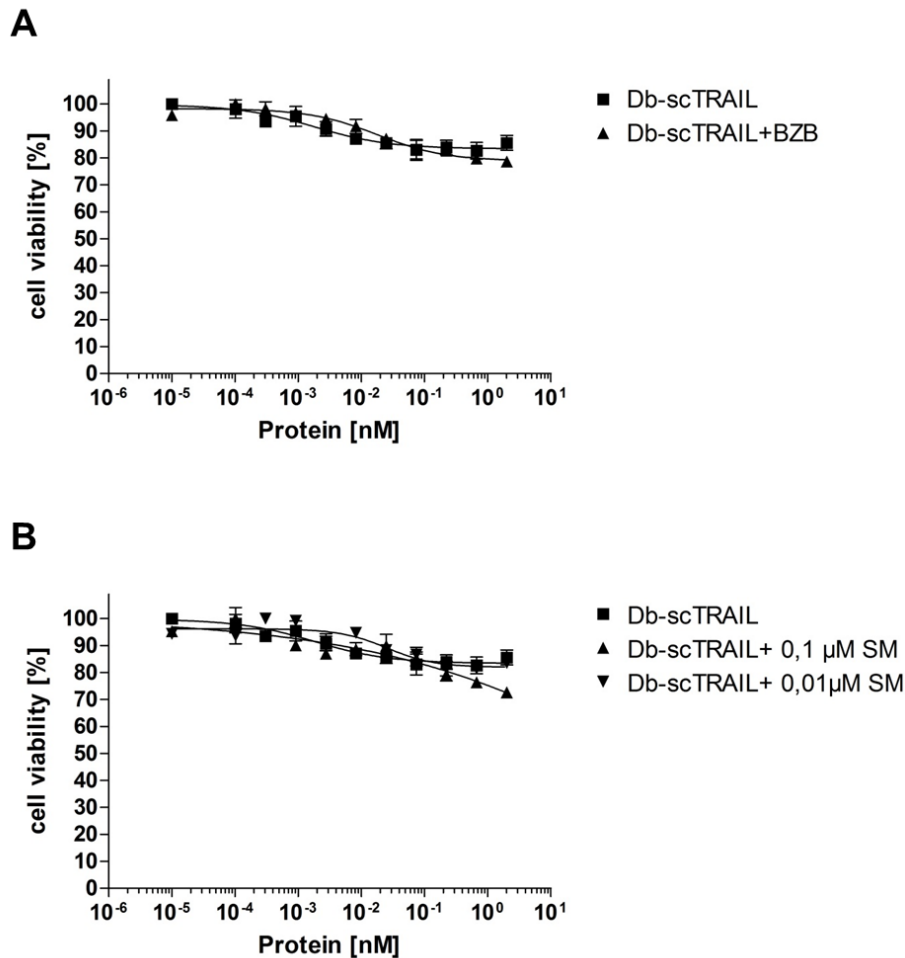 A
Db-scTRAIL
Db-scTRAIL+BZB
cell viability [%]
100
90
80
70
60
50
40
30
20
10
0
10-6 10-5 10-4 10-3 10-2 10-1 100 101
Protein [nM]
B
Db-scTRAIL
Db-scTRAIL+ 0,1 µM SM
Db-scTRAIL+ 0,01µM SM
cell viability [%]
100
90
80
70
60
50
40
30
20
10
0
10-6 10-5 10-4 10-3 10-2 10-1 100 101
Protein [nM]